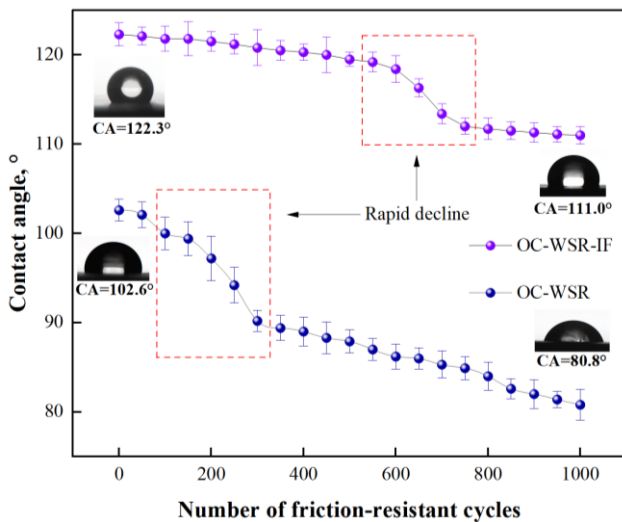 Contact angle, °
120
110
100
90
80
CA=122.3°
CA=111.0°
Rapid decline
OC-WSR-IF
CA=102.6°
OC-WSR
CA=80.8°
0
200
400
600
800
1000
Number of friction-resistant cycles